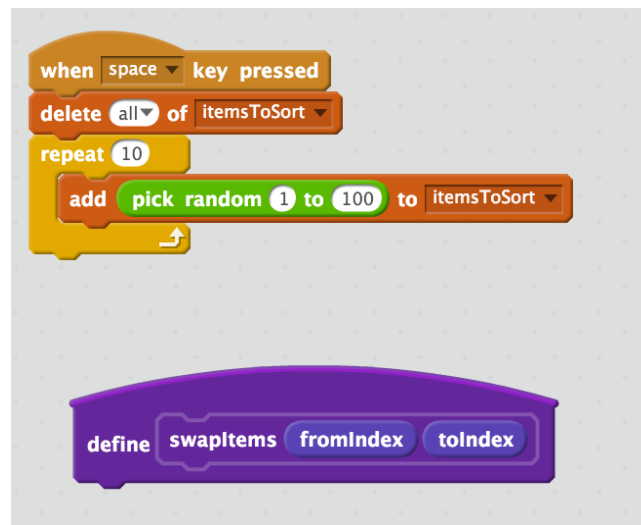 when space key pressed
delete all of itemsToSort
repeat 10
add pick random 1 to 100 to itemsToSort
define swapItems fromIndex toIndex